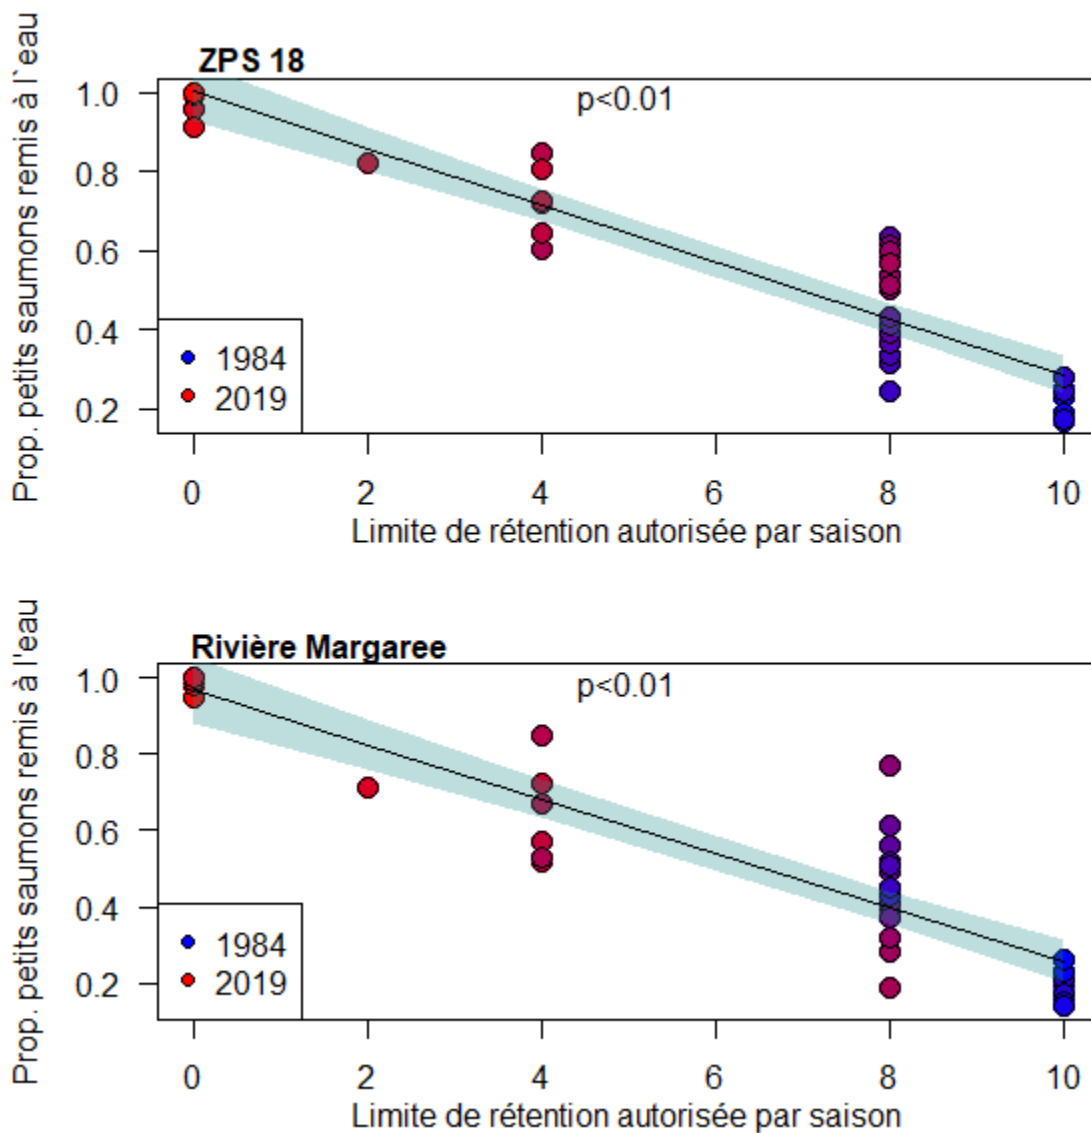 ZPS 18
p<0.01
Prop. petits saumons remis à l`eau
1.0
0.8
0.6
0.4
0.2
1984
2019
0 2 4 6 8 10
Limite de rétention autorisée par saison
Rivière Margaree
p<0.01
Prop. petits saumons remis à l'eau
1.0
0.8
0.6
0.4
0.2
1984
2019
0 2 4 6 8 10
Limite de rétention autorisée par saison